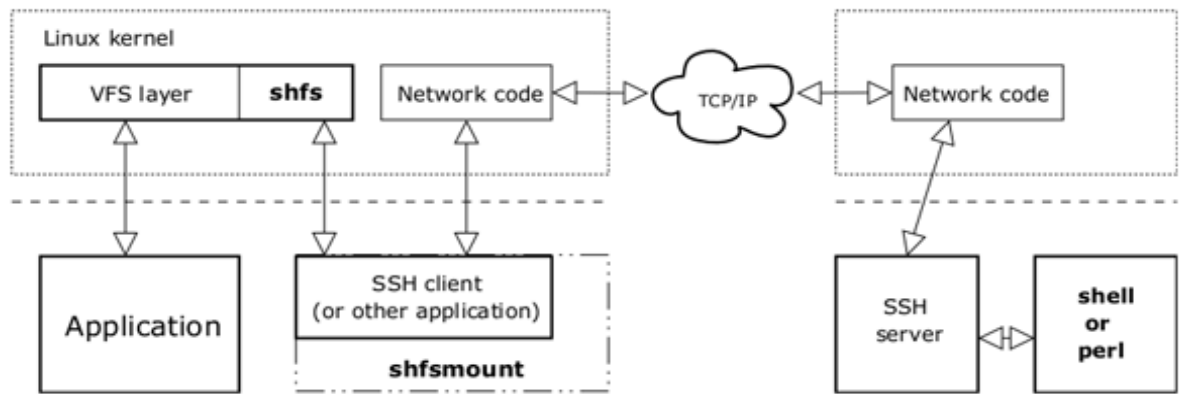 Linux kernel
VFS layer
shfs
Network code
TCP/IP
Network code
Application
SSH client
(or other application)
shfsmount
SSH
server
shell
or
perl